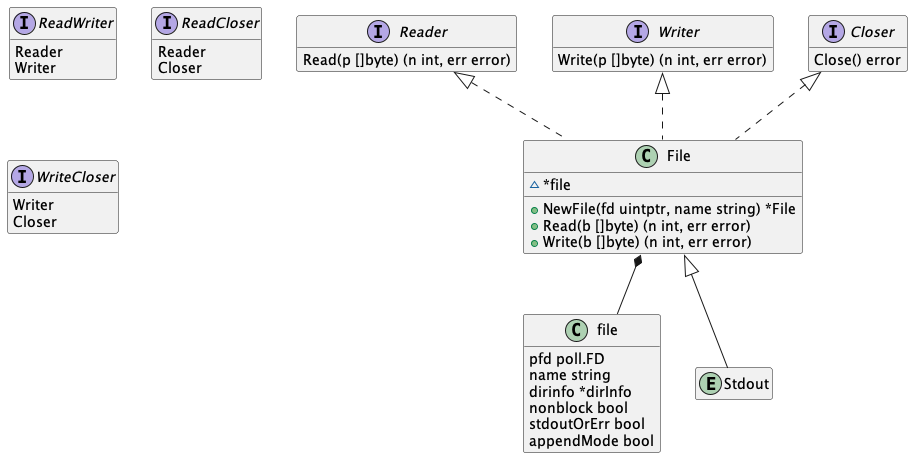 I ReadWriter
Reader
Writer
I ReadCloser
Reader
Closer
I Reader
Read(p []byte) (n int, err error)
I Writer
Write(p []byte) (n int, err error)
I Closer
Close() error
I WriteCloser
Writer
Closer
C File
~ *file
NewFile(fd uintptr, name string) *File
Read(b []byte) (n int, err error)
Write(b []byte) (n int, err error)
C file
pfd poll.FD
name string
dirinfo *dirInfo
nonblock bool
stdoutOrErr bool
appendMode bool
E Stdout